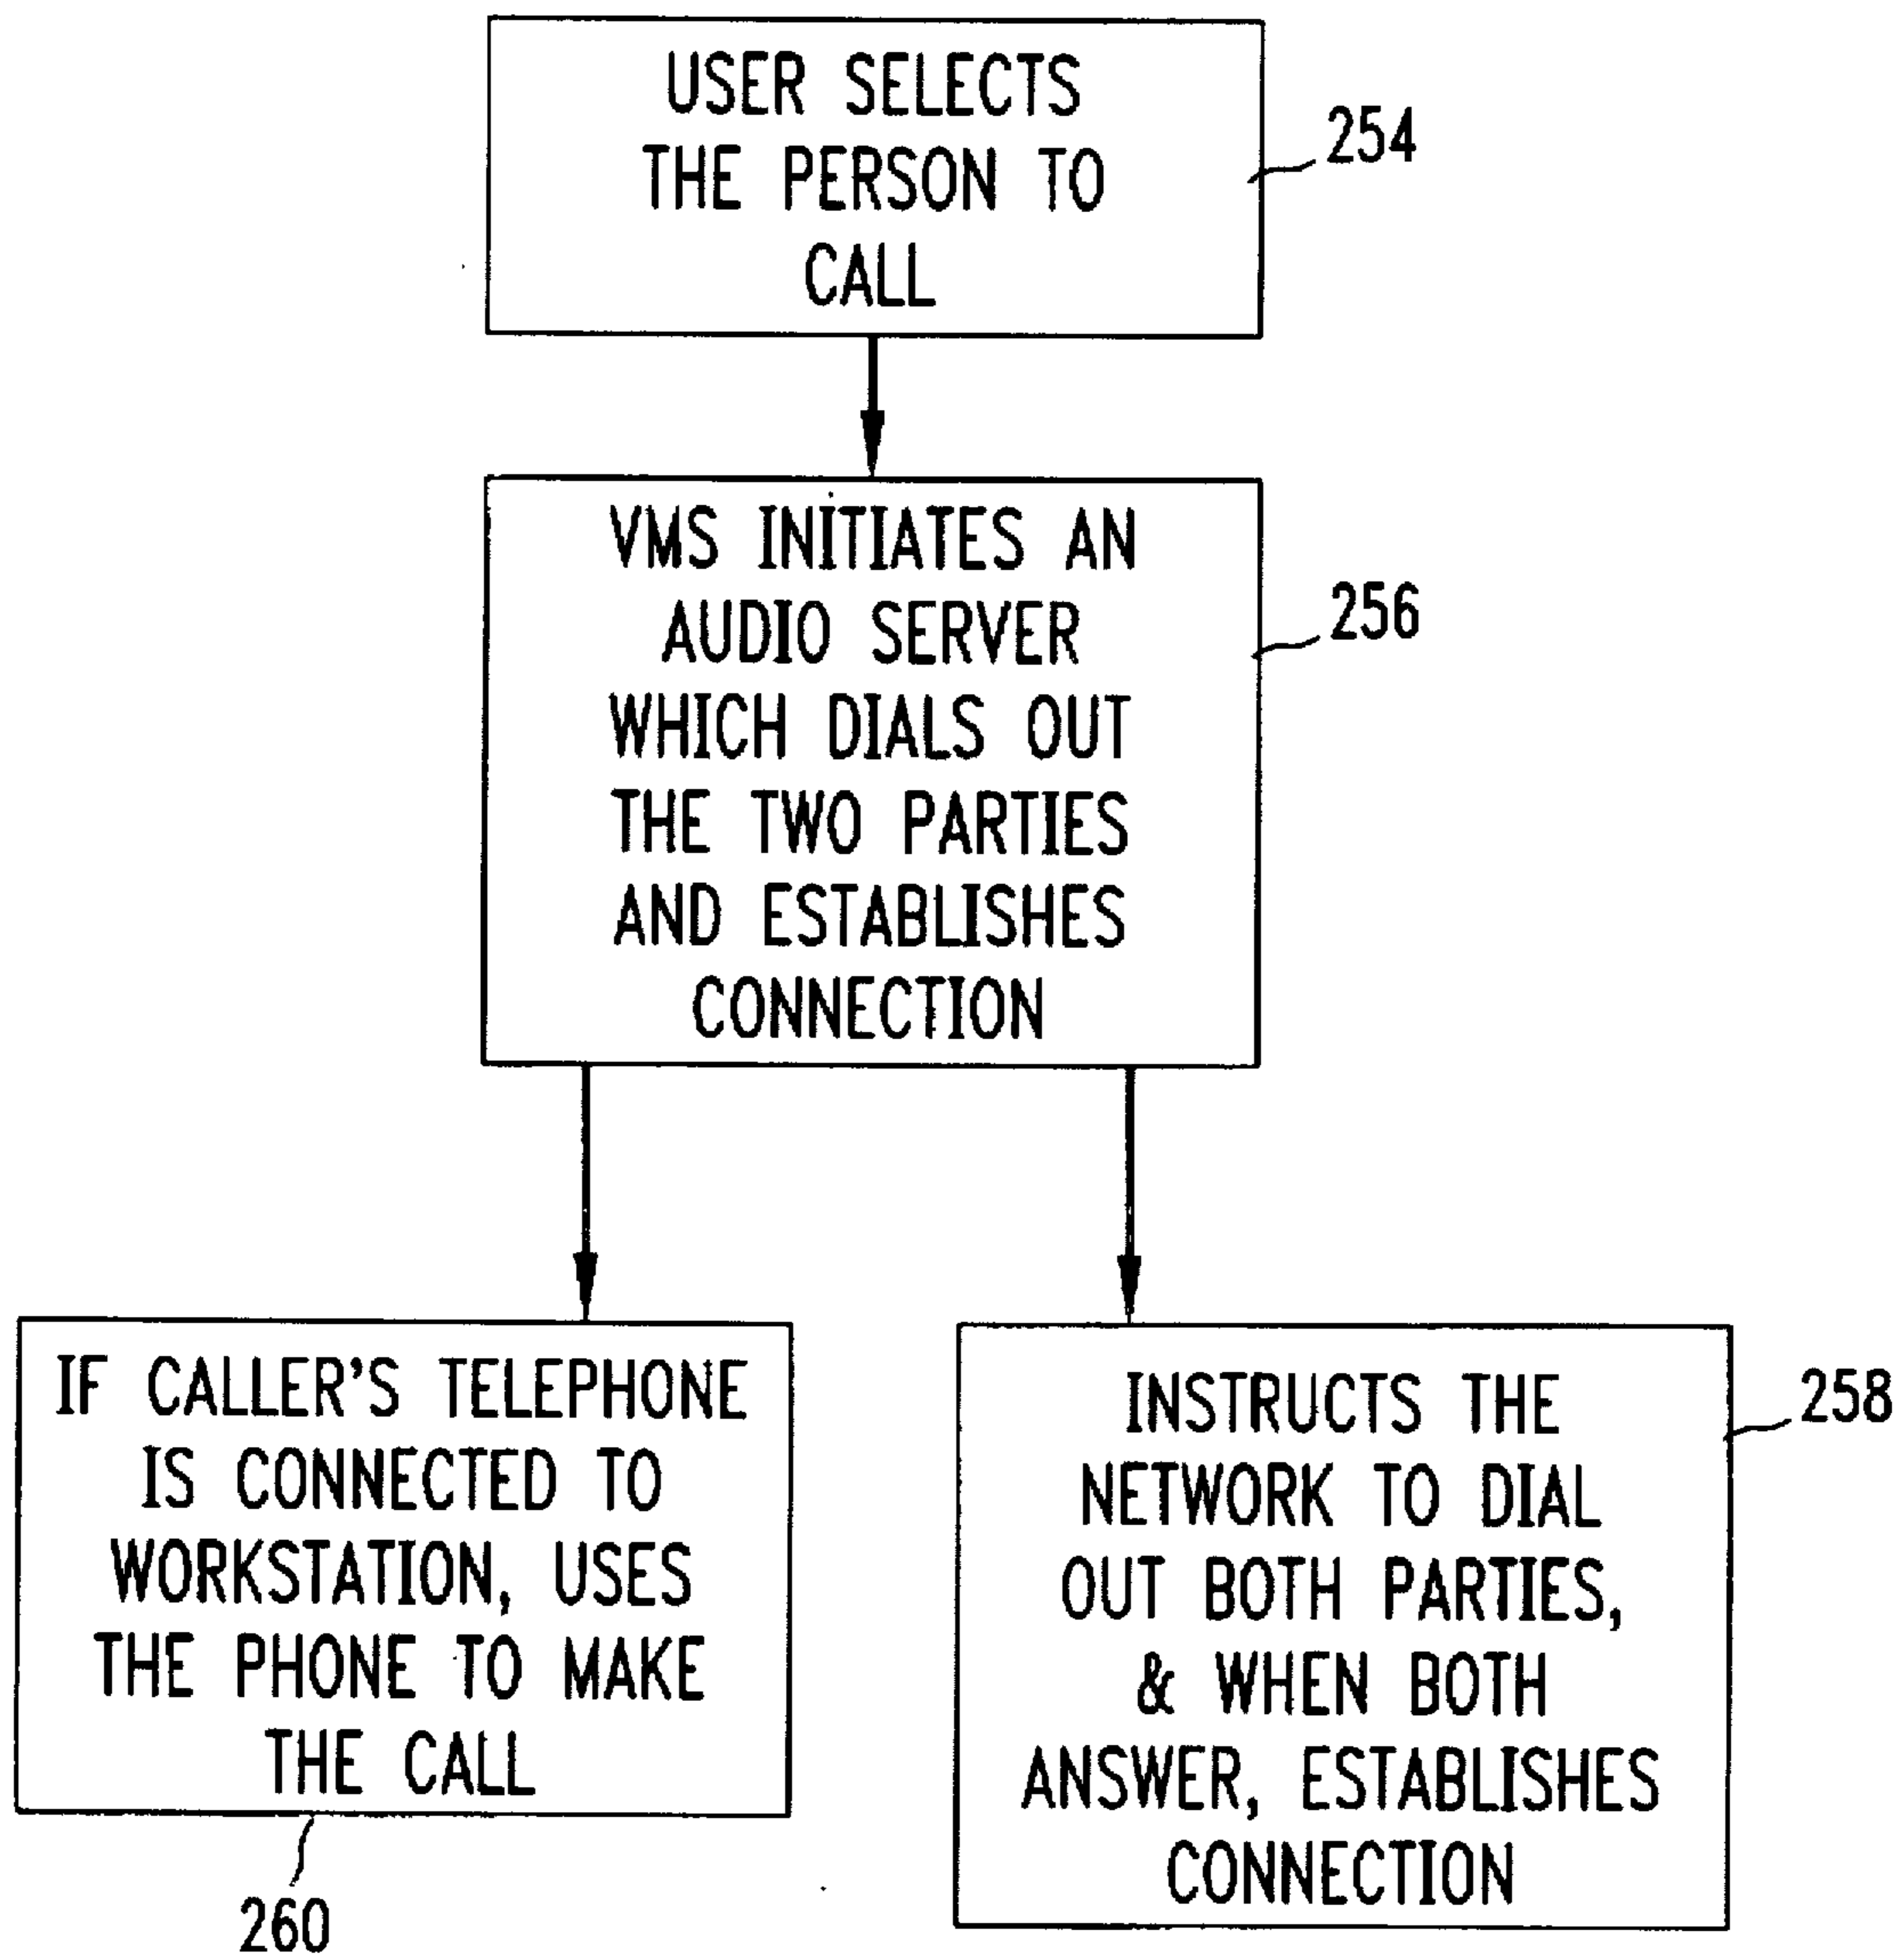 USER SELECTS
THE PERSON TO
CALL
254
VMS INITIATES AN
AUDIO SERVER
WHICH DIALS OUT
THE TWO PARTIES
AND ESTABLISHES
CONNECTION
256
IF CALLER'S TELEPHONE
IS CONNECTED TO
WORKSTATION, USES
THE PHONE TO MAKE
THE CALL
260
INSTRUCTS THE
NETWORK TO DIAL
OUT BOTH PARTIES,
& WHEN BOTH
ANSWER, ESTABLISHES
CONNECTION
258